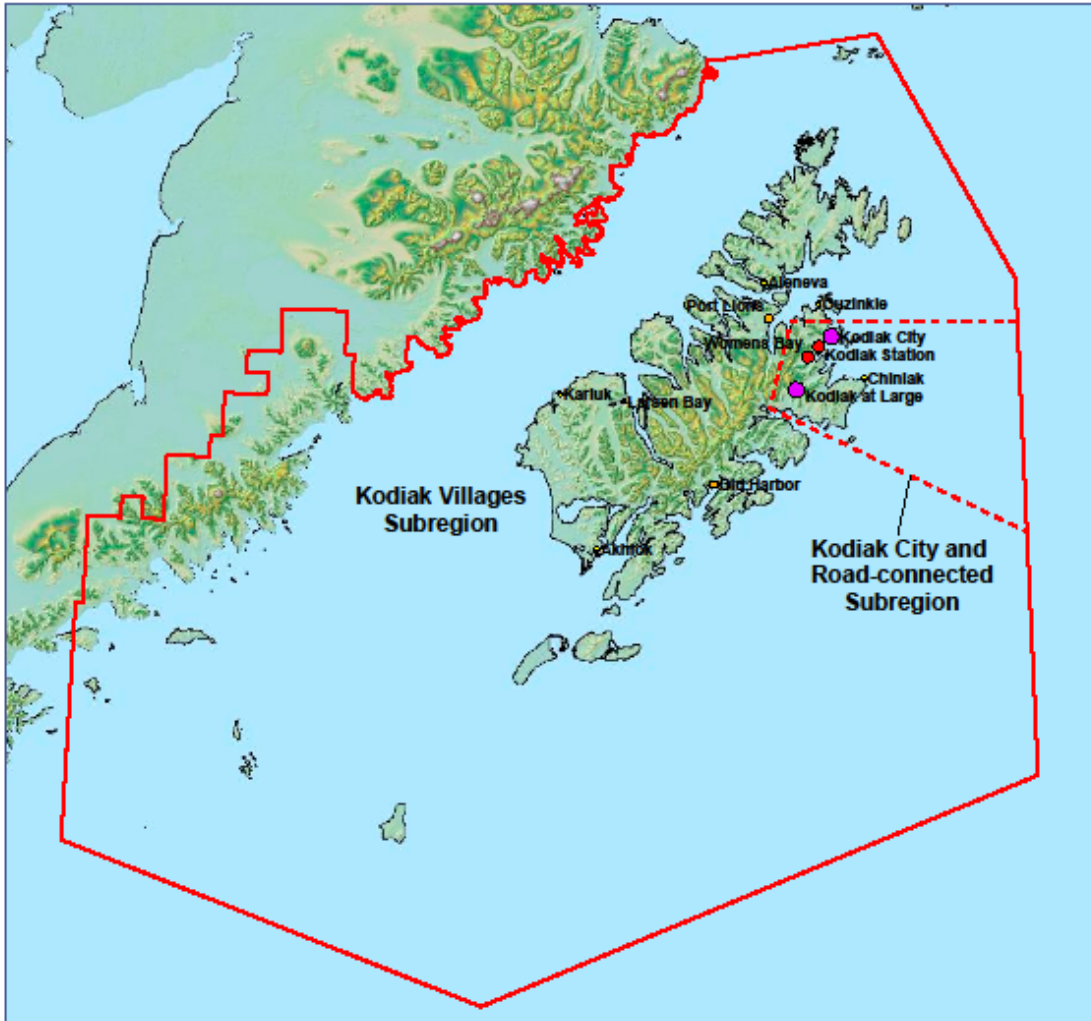 Aleneva
Port Lions
Ouzinkie
Kodiak City
Womens Bay
Kodiak Station
Chiniak
Karluk
Larsen Bay
Kodiak at Large
Old Harbor
Kodiak Villages
Subregion
Akhiok
Kodiak City and
Road-connected
Subregion